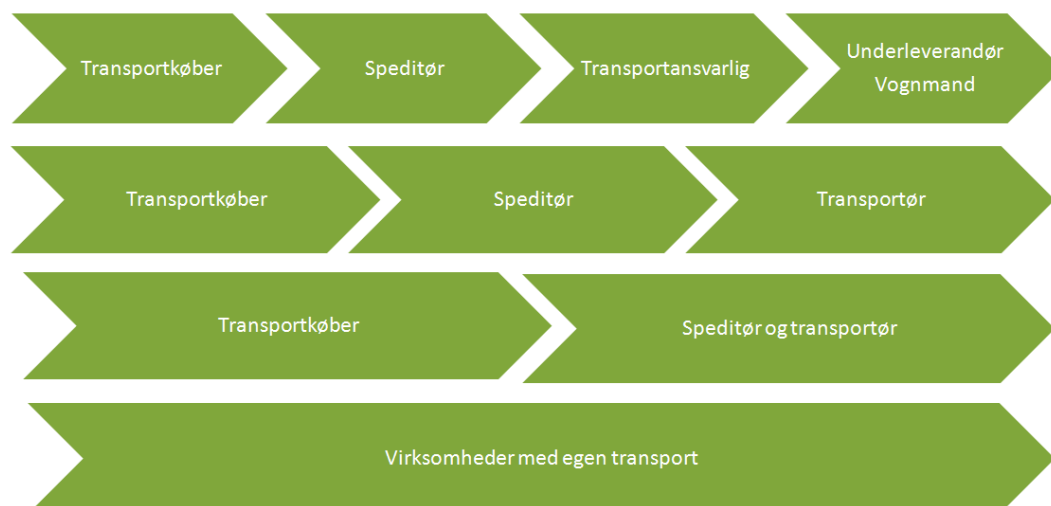 Transportkøber
Speditør
Transportansvarlig
Underleverandør
Vognmand
Transportkøber
Speditør
Transportør
Transportkøber
Speditør og transportør
Virksomheder med egen transport